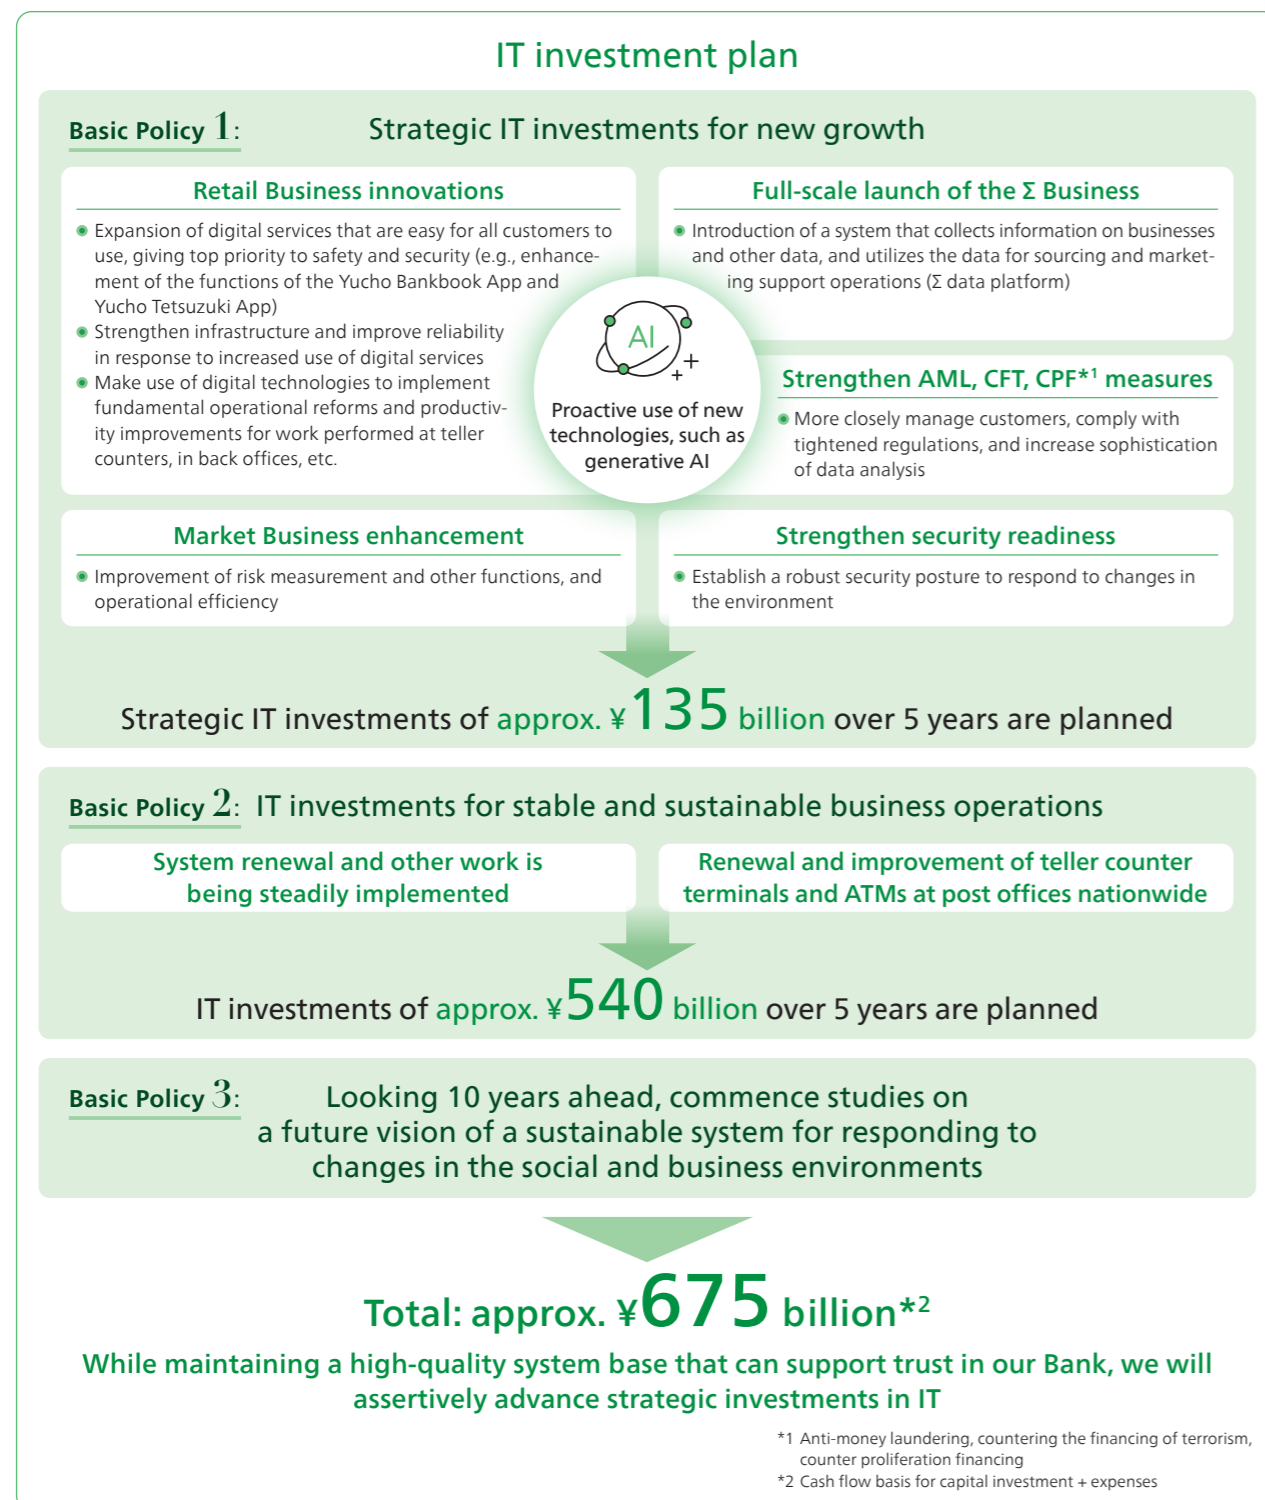 IT investment plan
Basic Policy 1:
Strategic IT investments for new growth
Retail Business innovations
Expansion of digital services that are easy for all customers to
use, giving top priority to safety and security (e.g., enhance-
ment of the functions of the Yucho Bankbook App and
Yucho Tetsuzuki App)
Strengthen infrastructure and improve reliability
in response to increased use of digital services
Make use of digital technologies to implement
fundamental operational reforms and productiv-
ity improvements for work performed at teller
counters, in back offices, etc.
Full-scale launch of the Σ Business
Introduction of a system that collects information on businesses
and other data, and utilizes the data for sourcing and market-
ing support operations (Σ data platform)
AI
Proactive use of new
technologies, such as
generative AI
Strengthen AML, CFT, CPF*1 measures
More closely manage customers, comply with
tightened regulations, and increase sophistication
of data analysis
Market Business enhancement
Improvement of risk measurement and other functions, and
operational efficiency
Strengthen security readiness
Establish a robust security posture to respond to changes in
the environment
Strategic IT investments of approx. ¥135 billion over 5 years are planned
Basic Policy 2: IT investments for stable and sustainable business operations
System renewal and other work is
being steadily implemented
Renewal and improvement of teller counter
terminals and ATMs at post offices nationwide
IT investments of approx. ¥540 billion over 5 years are planned
Basic Policy 3:
Looking 10 years ahead, commence studies on
a future vision of a sustainable system for responding to
changes in the social and business environments
Total: approx. ¥675 billion*2
While maintaining a high-quality system base that can support trust in our Bank, we will
assertively advance strategic investments in IT
*1 Anti-money laundering, countering the financing of terrorism,
counter proliferation financing
*2 Cash flow basis for capital investment + expenses